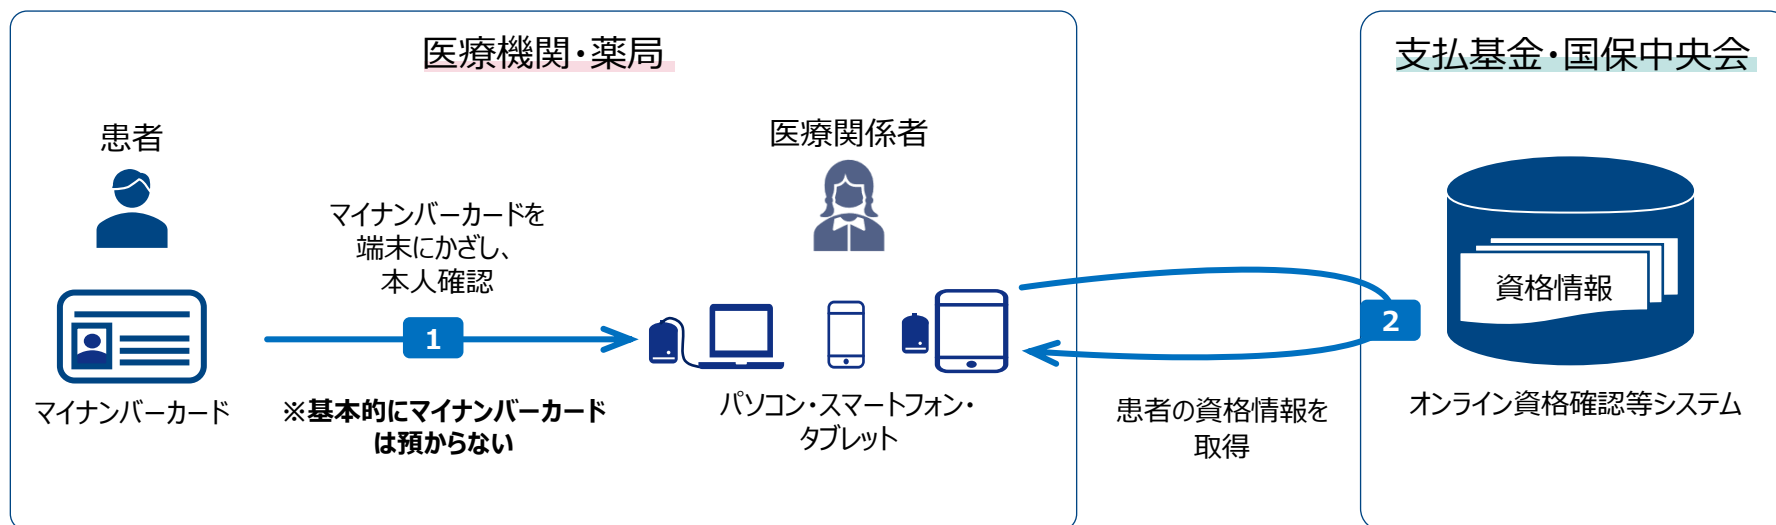 医療機関・薬局
支払基金・国保中央会
患者
医療関係者
マイナンバーカードを
端末にかざし、
本人確認
資格情報
1
2
マイナンバーカード
※基本的にマイナンバーカード
は預からない
パソコン・スマートフォン・
タブレット
患者の資格情報を
取得
オンライン資格確認等システム